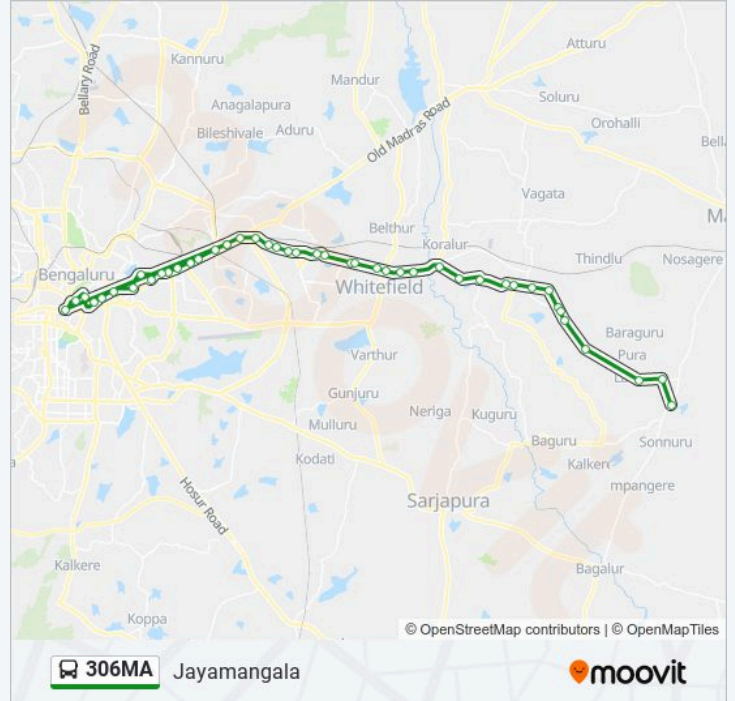 Kannuru
Atturu
Bellary Road
Mandur
Soluru
Anagalapura
Orohalli
Bileshivale
Aduru
Old Madras Road
Vagata
Belthur
Koralur
Thindlu
Nosagere
Bengaluru
Whitefield
Baraguru
Pura
Varthur
Gunjuru
Neriga
Kuguru
Mulluru
Baguru
Sonnuru
Kodati
Kalkere
mpangere
Sarjapura
Hosur Road
Kalkere
Bagalur
Koppa
© OpenStreetMap contributors | © OpenMapTiles
306MA Jayamangala
moovit